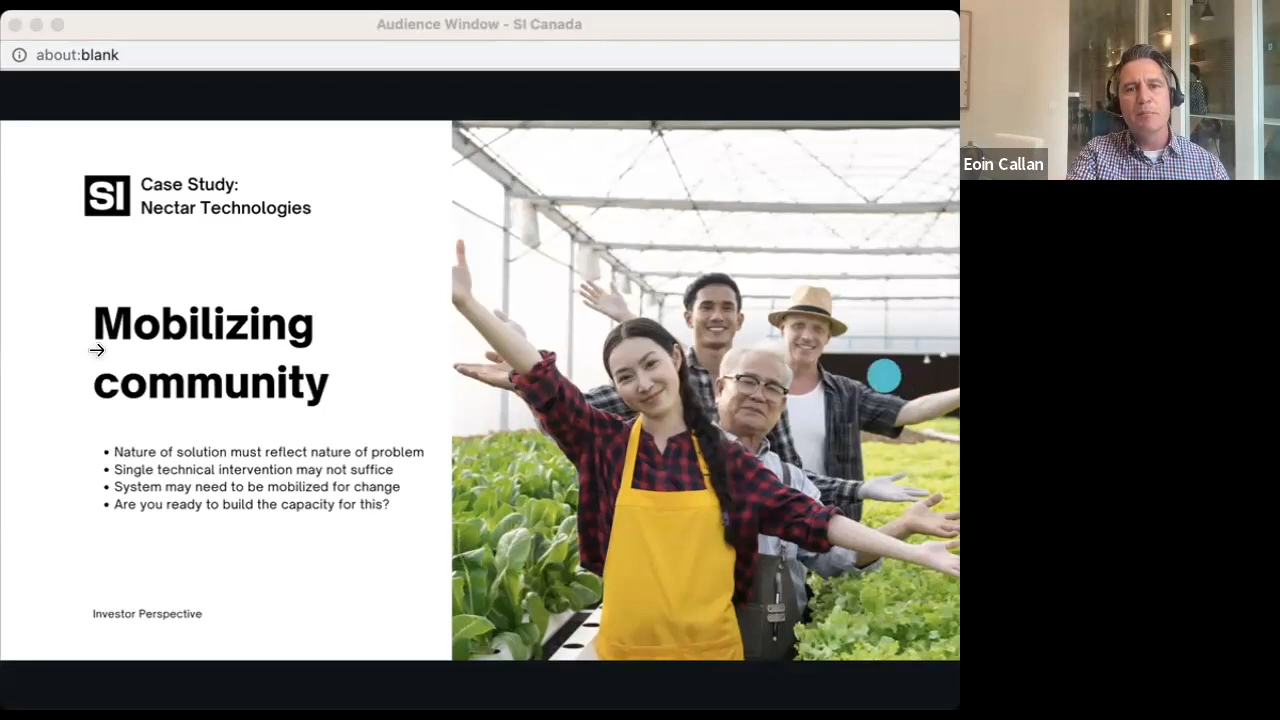 Audience Window - SI Canada
about:blank
SI
Case Study:
Nectar Technologies
Mobilizing
community
• Nature of solution must reflect nature of problem
• Single technical intervention may not suffice
• System may need to be mobilized for change
• Are you ready to build the capacity for this?
Investor Perspective
Eoin Callan